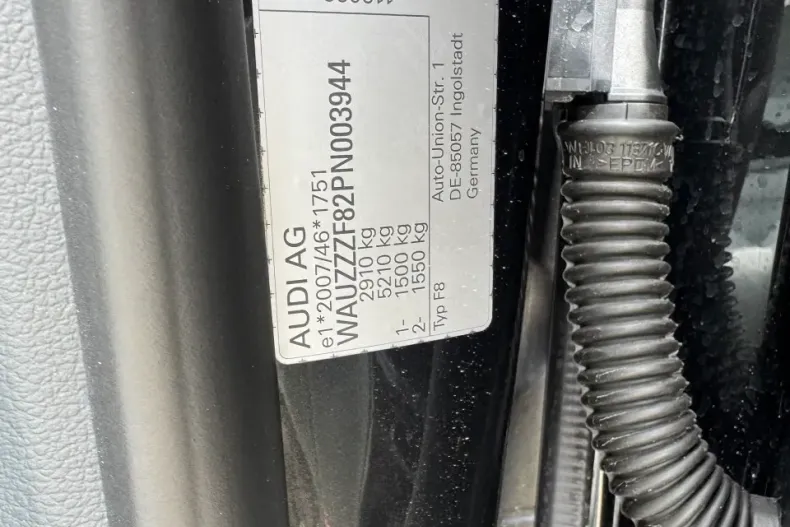 AUDI AG
e1*2007/46*1751
WAUZZZF82PN003944
2910 kg
5210 kg
1- 1500 kg
2- 1550 kg
Typ F8
Auto-Union-Str. 1
DE-85057 Ingolstadt
Germany
>EPDM<